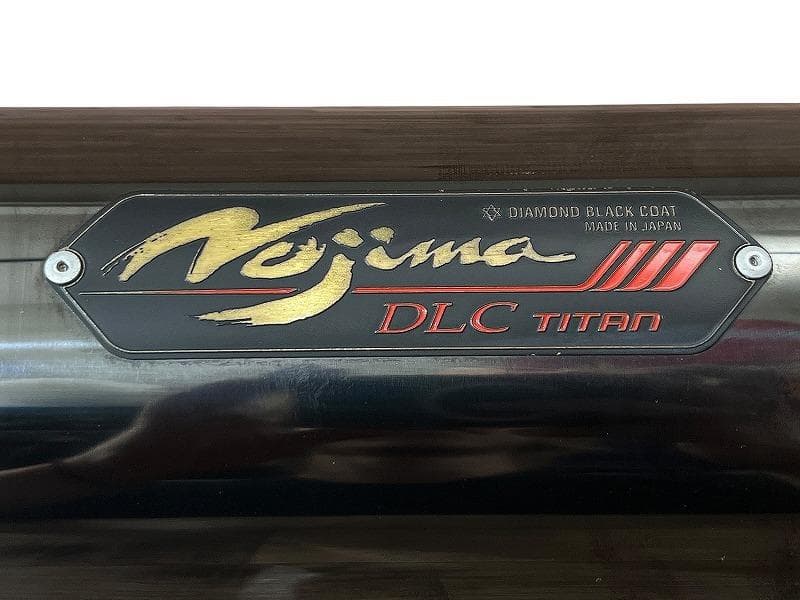 Nojima
DIAMOND BLACK COAT
MADE IN JAPAN
DLC TITAN